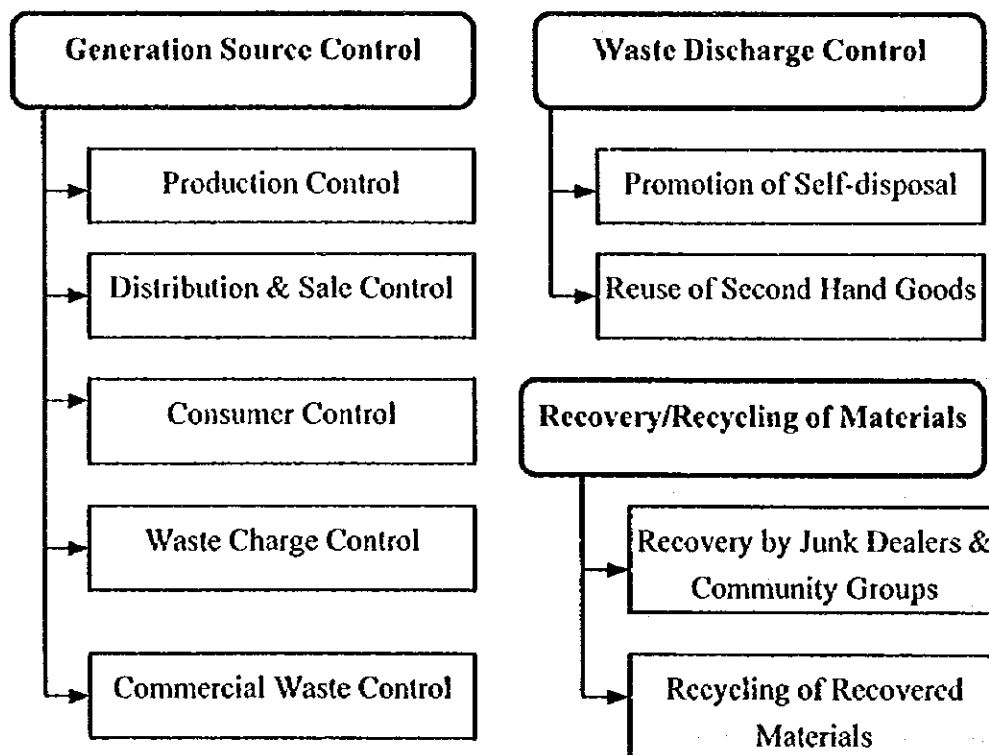 Generation Source Control
Production Control
Distribution & Sale Control
Consumer Control
Waste Charge Control
Commercial Waste Control
Waste Discharge Control
Promotion of Self-disposal
Reuse of Second Hand Goods
Recovery/Recycling of Materials
Recovery by Junk Dealers &
Community Groups
Recycling of Recovered
Materials